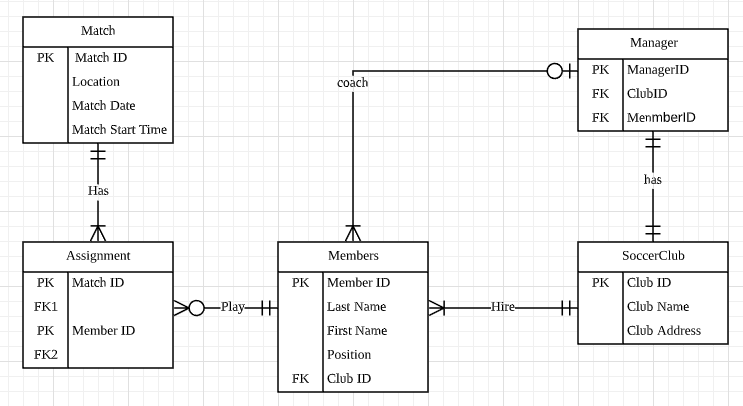 Match
PK Match ID
Location
Match Date
Match Start Time
Has
Assignment
PK Match ID
FK1
PK Member ID
FK2
Play
coach
Members
PK Member ID
Last Name
First Name
Position
FK Club ID
Hire
Manager
PK ManagerID
FK ClubID
FK MenmberID
has
SoccerClub
PK Club ID
Club Name
Club Address